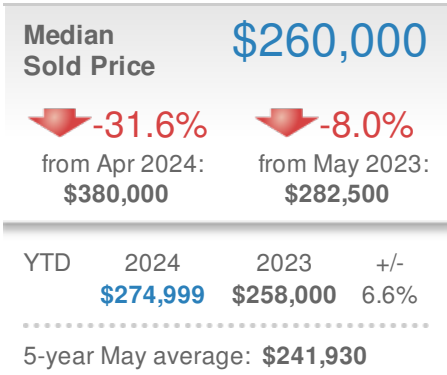 Median
Sold Price
$260,000
-31.6%
-8.0%
from Apr 2024:
from May 2023:
$380,000
$282,500
YTD 2024 2023 +/-
$274,999 $258,000 6.6%
5-year May average: $241,930